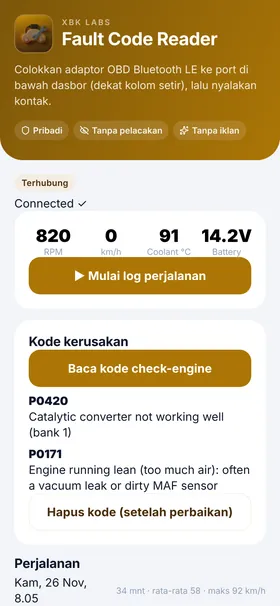 XBK LABS
Fault Code Reader
Colokkan adaptor OBD Bluetooth LE ke port di
bawah dasbor (dekat kolom setir), lalu nyalakan
kontak.
Pribadi
Tanpa pelacakan
Tanpa iklan
Terhubung
Connected ✓
820
RPM
0
km/h
91
Coolant °C
14.2V
Battery
▶ Mulai log perjalanan
Kode kerusakan
Baca kode check-engine
P0420
Catalytic converter not working well
(bank 1)
P0171
Engine running lean (too much air): often
a vacuum leak or dirty MAF sensor
Hapus kode (setelah perbaikan)
Perjalanan
Kam, 26 Nov,
8.05
34 mnt · rata-rata 58 · maks 92 km/h